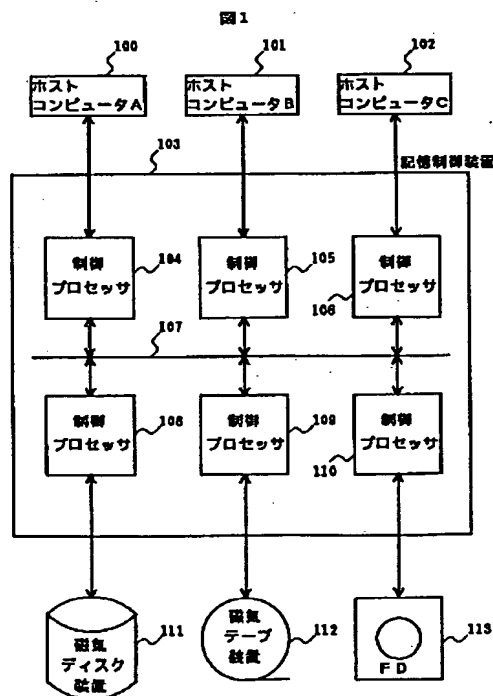 図1
100
101
102
ホスト
コンピュータA
ホスト
コンピュータB
ホスト
コンピュータC
103
記憶制御装置
制御
プロセッサ
104
制御
プロセッサ
105
制御
プロセッサ
106
107
制御
プロセッサ
108
制御
プロセッサ
109
制御
プロセッサ
110
磁気
ディスク
装置
111
磁気
テープ
装置
112
FD
113